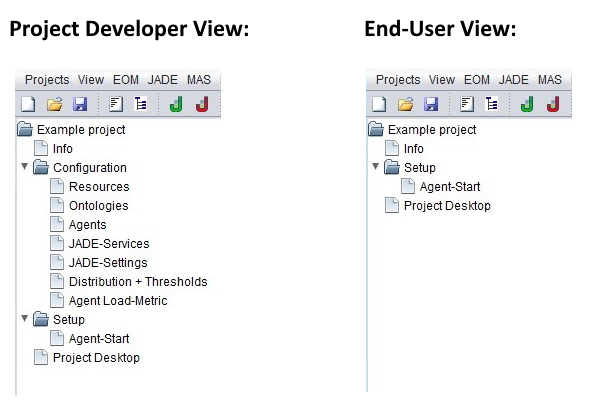 Project Developer View:
Projects View EOM JADE MAS
Example project
Info
Configuration
Resources
Ontologies
Agents
JADE-Services
JADE-Settings
Distribution + Thresholds
Agent Load-Metric
Setup
Agent-Start
Project Desktop
End-User View:
Projects View EOM JADE MAS
Example project
Info
Setup
Agent-Start
Project Desktop